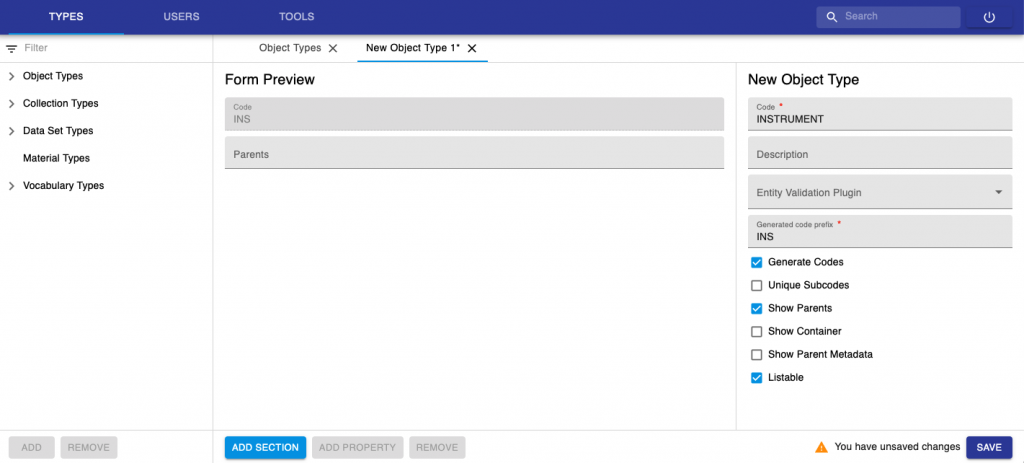 TYPES USERS TOOLS Search
Filter
Object Types New Object Type 1*
Object Types
Collection Types
Data Set Types
Material Types
Vocabulary Types
Form Preview
Code
INS
Parents
New Object Type
Code *
INSTRUMENT
Description
Entity Validation Plugin
Generated code prefix *
INS
Generate Codes
Unique Subcodes
Show Parents
Show Container
Show Parent Metadata
Listable
ADD REMOVE
ADD SECTION ADD PROPERTY REMOVE
You have unsaved changes SAVE